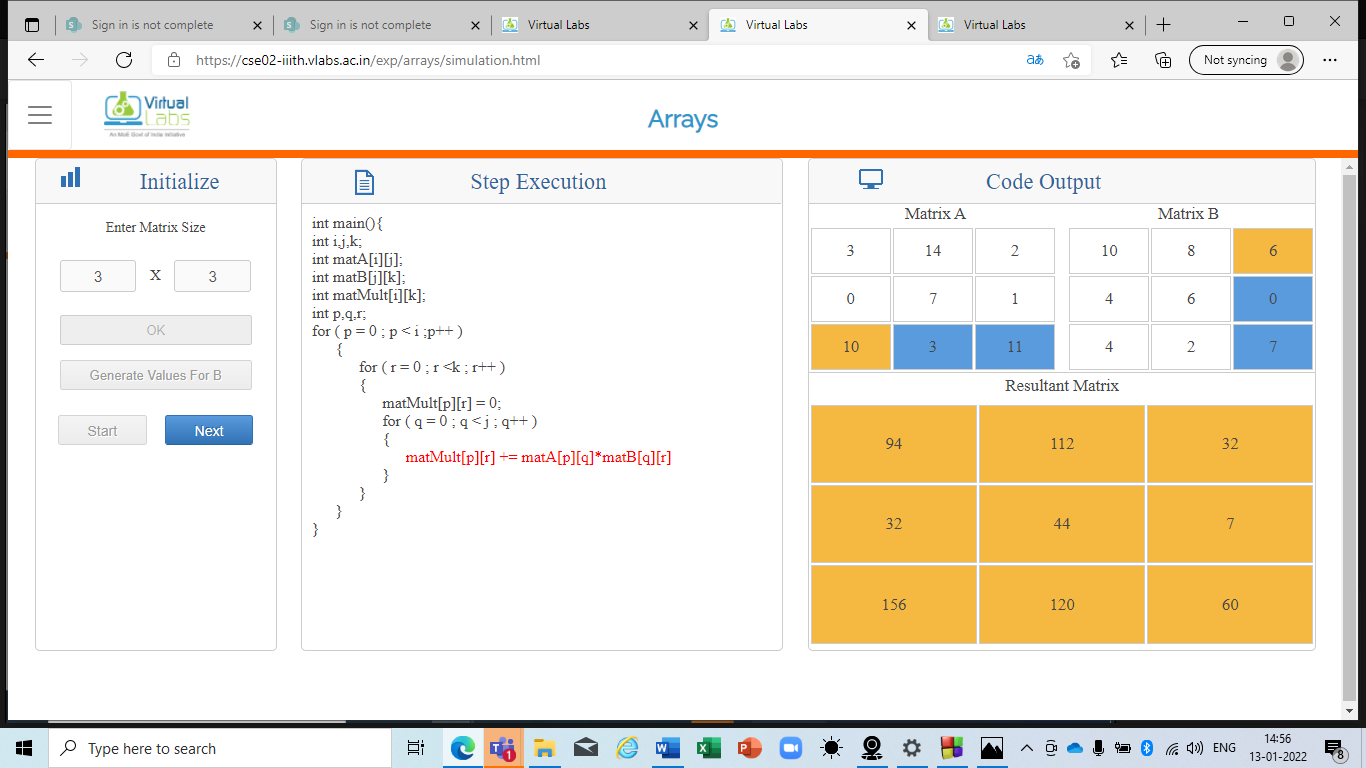 Sign in is not complete
Sign in is not complete
Virtual Labs
Virtual Labs
Virtual Labs
https://cse02-iiith.vlabs.ac.in/exp/arrays/simulation.html
aあ
Not syncing
Virtual
Labs
An MoE Govt of India Initiative
Arrays
Initialize
Enter Matrix Size
3 X 3
OK
Generate Values For B
Start Next
Step Execution
int main(){
int i,j,k;
int matA[i][j];
int matB[j][k];
int matMult[i][k];
int p,q,r;
for ( p = 0 ; p < i ;p++ )
{
for ( r = 0 ; r <k ; r++ )
{
matMult[p][r] = 0;
for ( q = 0 ; q < j ; q++ )
{
matMult[p][r] += matA[p][q]*matB[q][r]
}
}
}
}
Code Output
Matrix A Matrix B
3 14 2 10 8 6
0 7 1 4 6 0
10 3 11 4 2 7
Resultant Matrix
94 112 32
32 44 7
156 120 60
Type here to search
1
ENG
14:56
13-01-2022
8